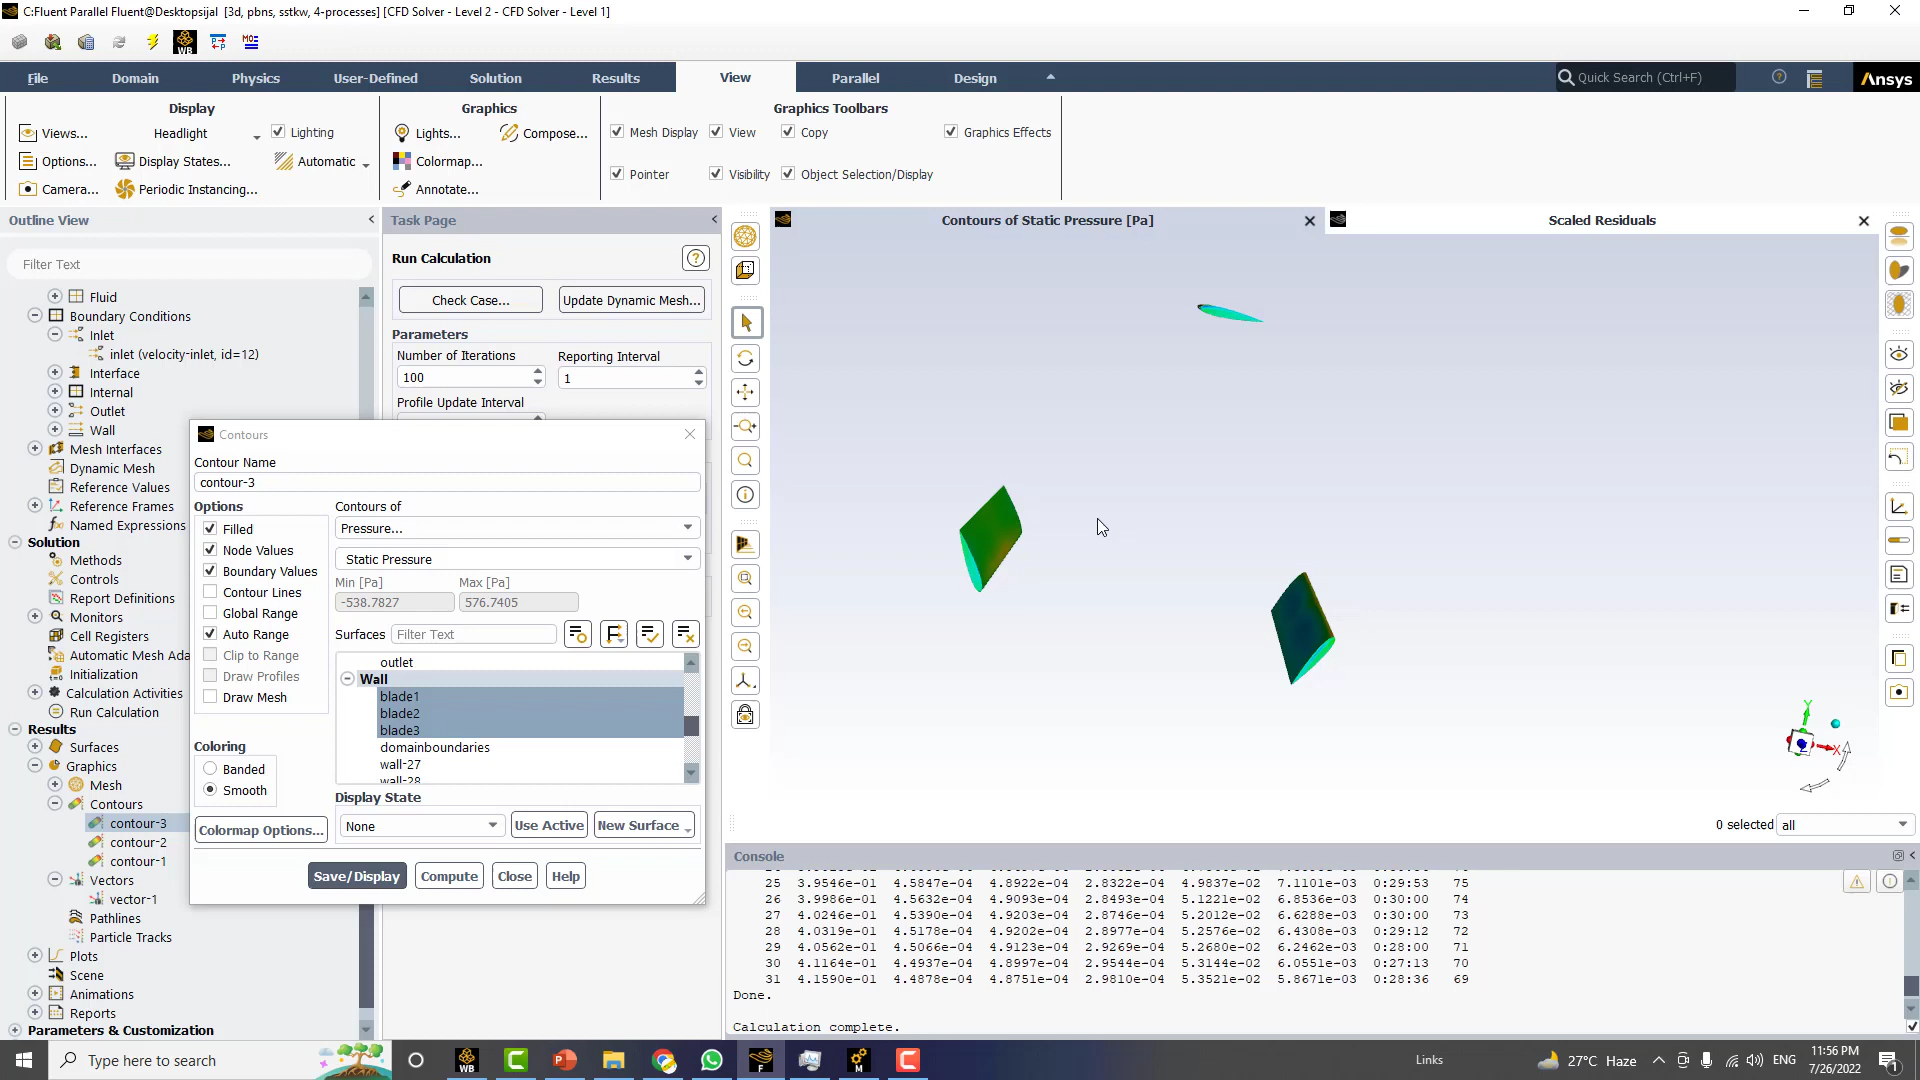 C:Fluent Parallel Fluent@Desktopsijal [3d, pbns, sstkw, 4-processes] [CFD Solver - Level 2 - CFD Solver - Level 1]
WB
MO
File Domain Physics User-Defined Solution Results View Parallel Design
Quick Search (Ctrl+F)
Ansys
Display
Graphics
Graphics Toolbars
Views... Headlight Lighting
Lights... Compose...
Mesh Display View Copy Graphics Effects
Options... Display States... Automatic
Colormap...
Camera... Periodic Instancing...
Annotate...
Pointer Visibility Object Selection/Display
Outline View
Filter Text
Fluid
Boundary Conditions
Inlet
inlet (velocity-inlet, id=12)
Interface
Internal
Outlet
Wall
Mesh Interfaces
Dynamic Mesh
Reference Values
Reference Frames
Named Expressions
Solution
Methods
Controls
Report Definitions
Monitors
Cell Registers
Automatic Mesh Ada
Initialization
Calculation Activities
Run Calculation
Results
Surfaces
Graphics
Mesh
Contours
contour-3
contour-2
contour-1
Vectors
vector-1
Pathlines
Particle Tracks
Plots
Scene
Animations
Reports
Parameters & Customization
Task Page
Run Calculation
Check Case...
Update Dynamic Mesh...
Parameters
Number of Iterations
Reporting Interval
100
1
Profile Update Interval
Contours
Contour Name
contour-3
Options
Filled
Node Values
Boundary Values
Contour Lines
Global Range
Auto Range
Clip to Range
Draw Profiles
Draw Mesh
Coloring
Banded
Smooth
Colormap Options...
Contours of
Pressure...
Static Pressure
Min [Pa] Max [Pa]
-538.7827 576.7405
Surfaces Filter Text
outlet
Wall
blade1
blade2
blade3
domainboundaries
wall-27
wall-28
Display State
None Use Active New Surface
Save/Display Compute Close Help
Contours of Static Pressure [Pa]
Scaled Residuals
Y
X
0 selected all
Console
25 3.9546e-01 4.5847e-04 4.8922e-04 2.8322e-04 4.9837e-02 7.1101e-03 0:29:53 75
26 3.9986e-01 4.5632e-04 4.9093e-04 2.8493e-04 5.1221e-02 6.8536e-03 0:30:00 74
27 4.0246e-01 4.5390e-04 4.9203e-04 2.8746e-04 5.2012e-02 6.6288e-03 0:29:09 73
28 4.0319e-01 4.5178e-04 4.9202e-04 2.8977e-04 5.2576e-02 6.4308e-03 0:29:12 72
29 4.0562e-01 4.5066e-04 4.9123e-04 2.9269e-04 5.2680e-02 6.2462e-03 0:28:00 71
30 4.1164e-01 4.4937e-04 4.8997e-04 2.9544e-04 5.3144e-02 6.0551e-03 0:27:13 70
31 4.1590e-01 4.4878e-04 4.8751e-04 2.9810e-04 5.3521e-02 5.8671e-03 0:28:36 69
Done.
Calculation complete.
Type here to search
WB
F
M
Links
27°C Haze
ENG
11:56 PM
7/26/2022
1